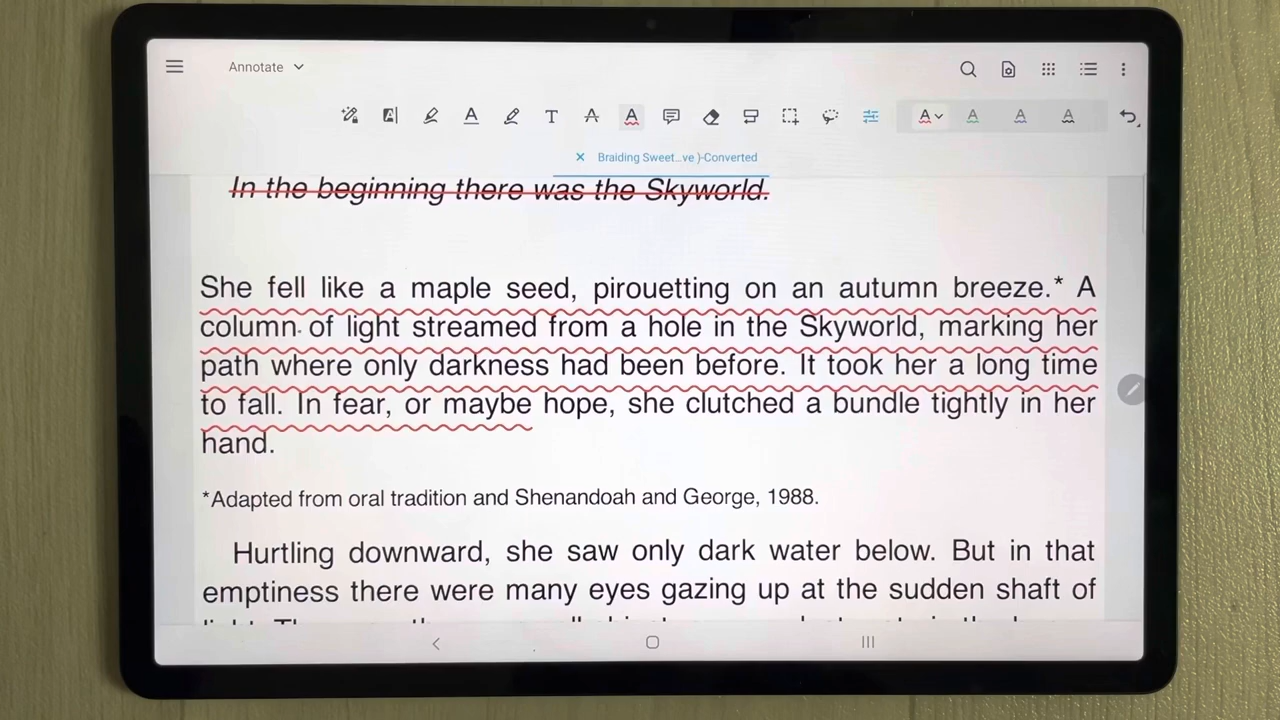 Annotate
Braiding Sweet...ve )-Converted
In the beginning there was the Skyworld.
She fell like a maple seed, pirouetting on an autumn breeze.* A
column of light streamed from a hole in the Skyworld, marking her
path where only darkness had been before. It took her a long time
to fall. In fear, or maybe hope, she clutched a bundle tightly in her
hand.
*Adapted from oral tradition and Shenandoah and George, 1988.
Hurtling downward, she saw only dark water below. But in that
emptiness there were many eyes gazing up at the sudden shaft of